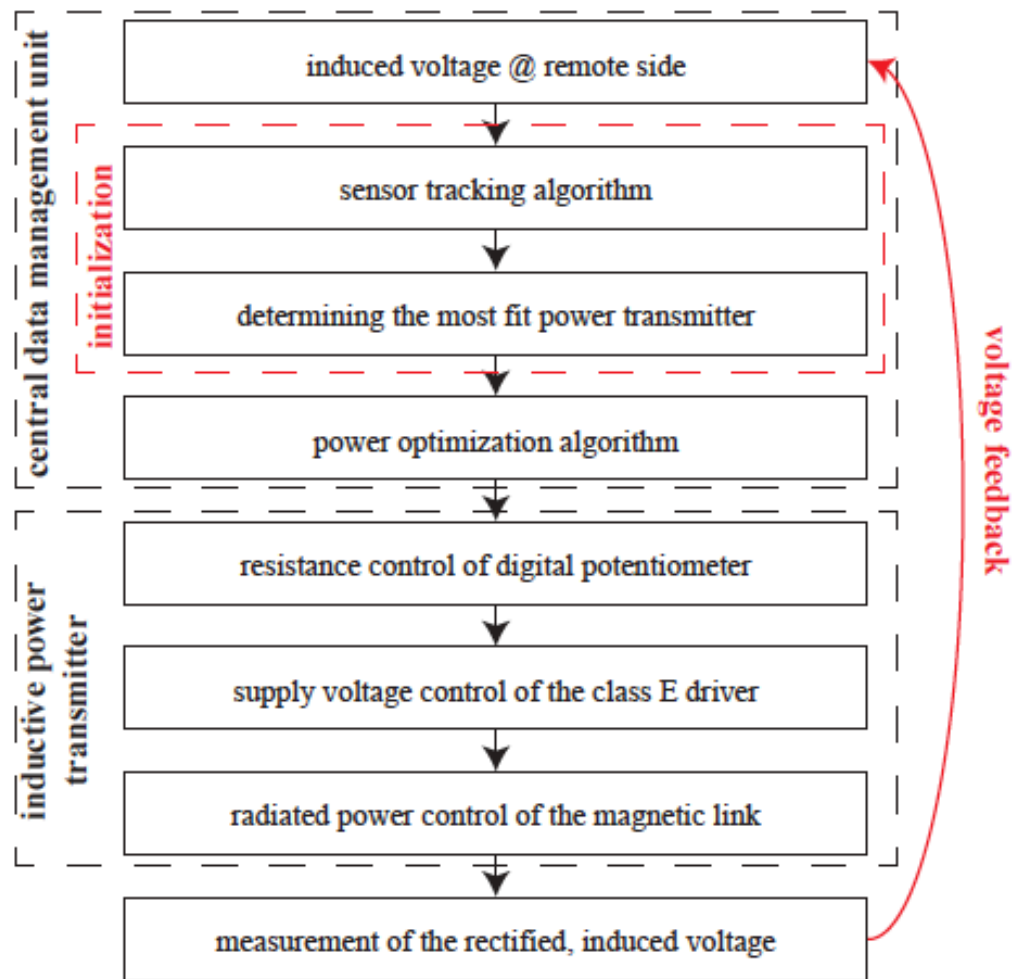 induced voltage @ remote side
sensor tracking algorithm
determining the most fit power transmitter
power optimization algorithm
central data management unit
initialization
resistance control of digital potentiometer
supply voltage control of the class E driver
radiated power control of the magnetic link
inductive power
transmitter
measurement of the rectified, induced voltage
voltage feedback